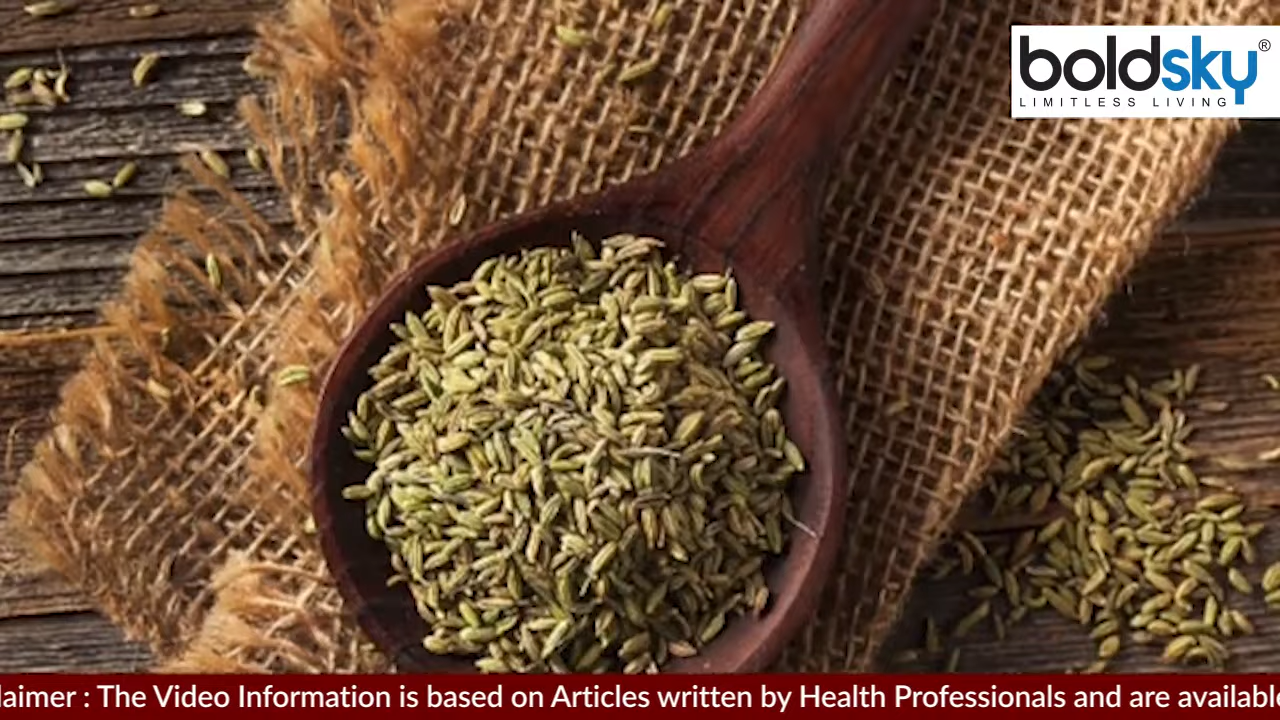 boldsky®
LIMITLESS LIVING
laimer : The Video Information is based on Articles written by Health Professionals and are available